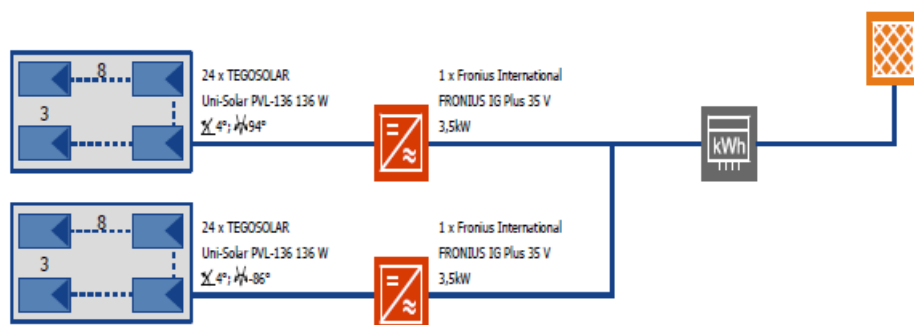 8
3
24 x TEGOSOLAR
Uni-Solar PVL-136 136 W
4°; 94°
1 x Fronius International
FRONIUS IG Plus 35 V
3,5kW
kWh
8
3
24 x TEGOSOLAR
Uni-Solar PVL-136 136 W
4°; -86°
1 x Fronius International
FRONIUS IG Plus 35 V
3,5kW